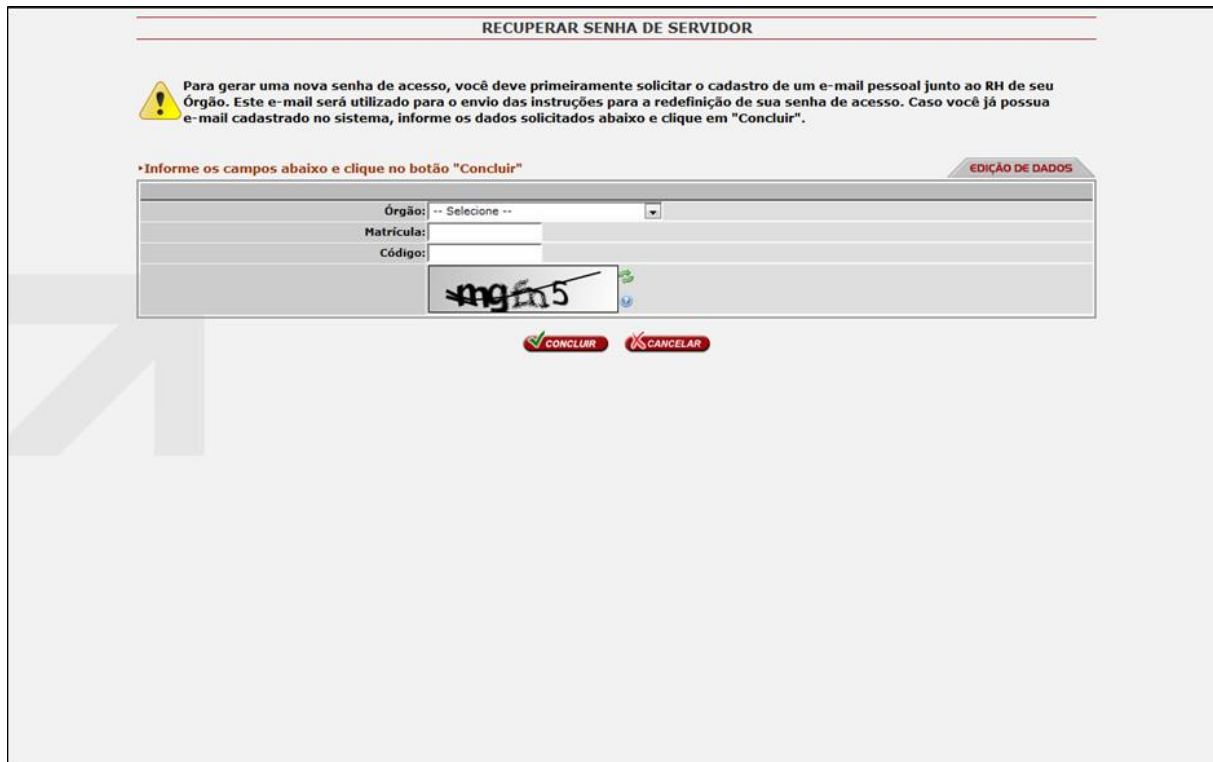 RECUPERAR SENHA DE SERVIDOR
Para gerar uma nova senha de acesso, você deve primeiramente solicitar o cadastro de um e-mail pessoal junto ao RH de seu
Órgão. Este e-mail será utilizado para o envio das instruções para a redefinição de sua senha de acesso. Caso você já possua
e-mail cadastrado no sistema, informe os dados solicitados abaixo e clique em "Concluir".
Informe os campos abaixo e clique no botão "Concluir"
EDIÇÃO DE DADOS
Órgão: -- Selecione --
Matrícula:
Código:
CONCLUIR CANCELAR